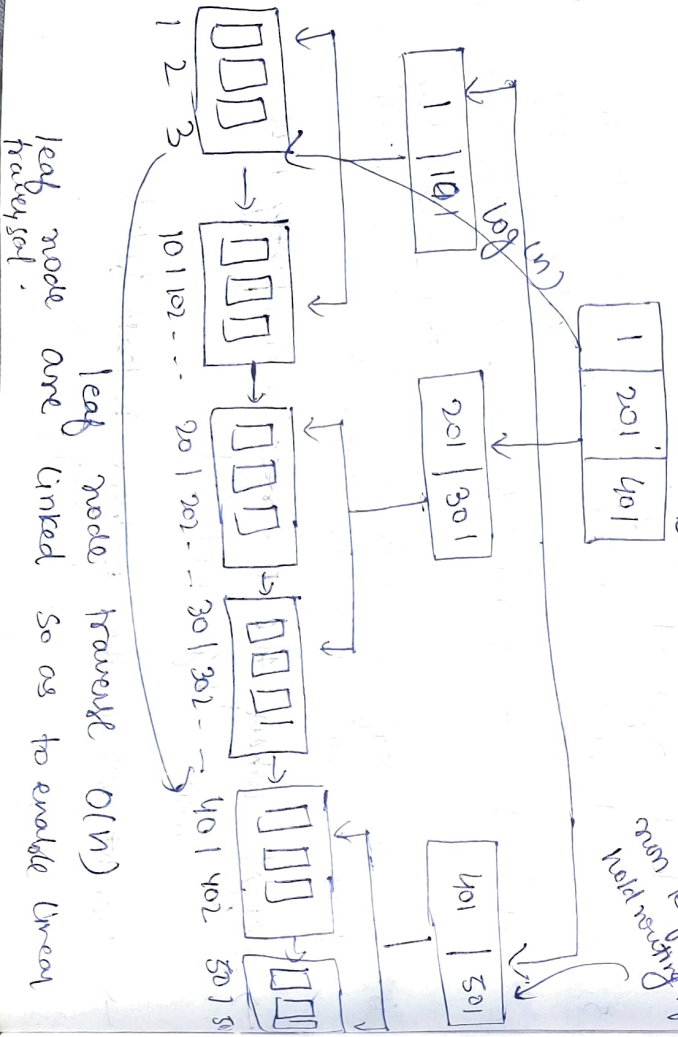 1 | 201 | 401
non
hold routing
log(n)
1 | 101
201 | 301
401 | 501
1 2 3
101 102 - - -
201 202 - - -
301 302 - - -
401 402
501
leaf node traverse O(n)
leaf node are linked so as to enable linear
traversal.